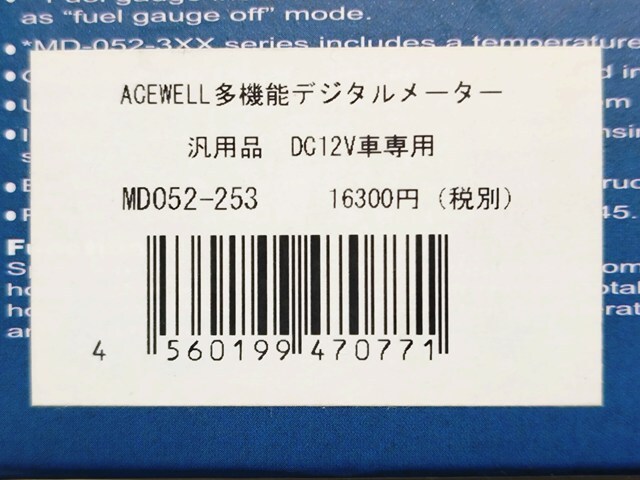 as “fuel gauge off” mode.
*MD-052-3XX series includes a temperature
ACEWELL多機能デジタルメーター
汎用品 DC12V車専用
MD052-253 16300円（税別）
45.
4 560199 470771